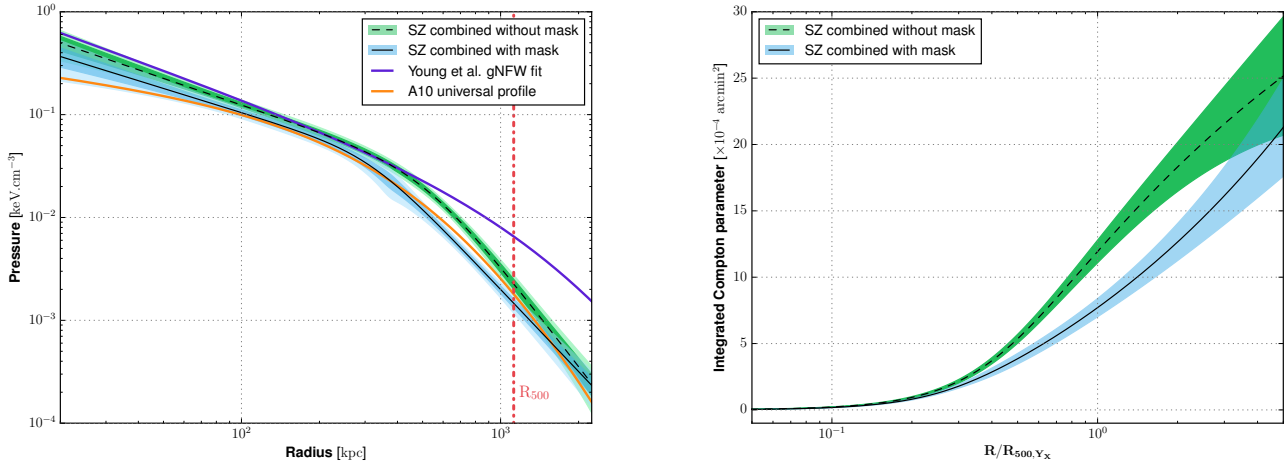 SZ combined without mask
SZ combined with mask
Young et al. gNFW fit
A10 universal profile
10¹
10⁰
10⁻¹
10⁻²
10⁻³
10⁻⁴
Pressure [keV.cm⁻³]
R₅₀₀
10² 10³
Radius [kpc]
SZ combined without mask
SZ combined with mask
30
25
20
15
10
5
0
Integrated Compton parameter [×10⁻⁴ arcmin²]
10⁻¹ 10⁰
R/R₅₀₀,Yₓ